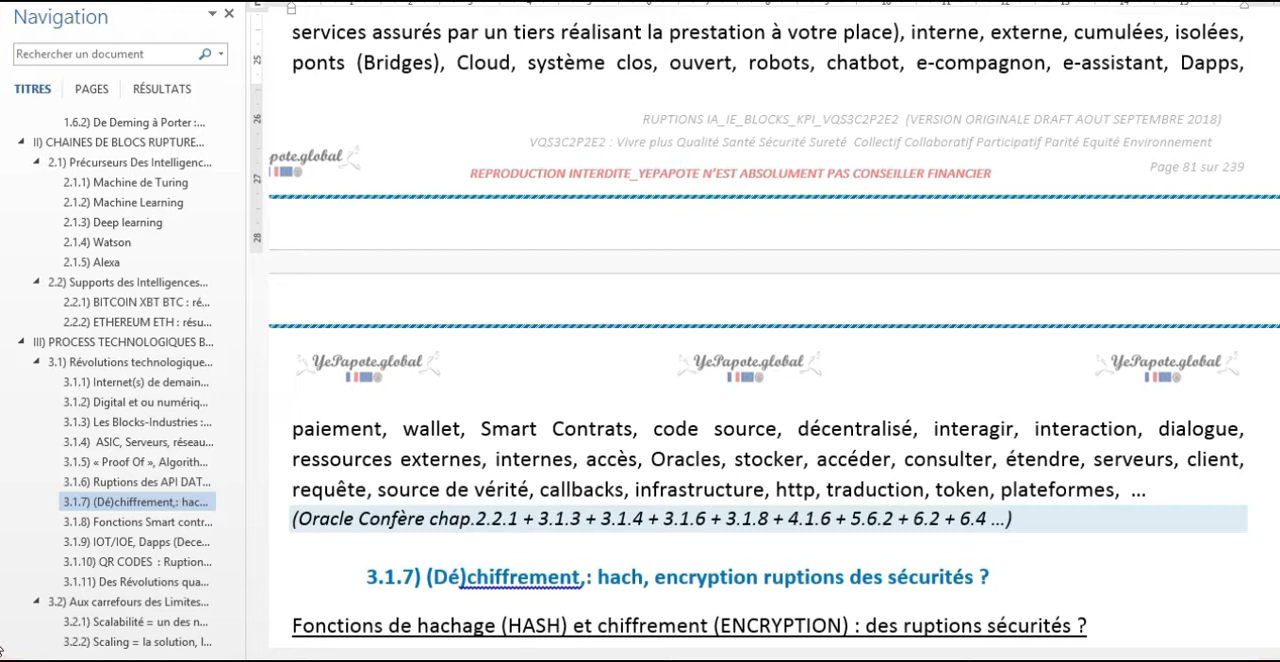 Navigation
Rechercher un document
TITRES PAGES RÉSULTATS
1.6.2) De Deming à Porter :...
II) CHAINES DE BLOCS RUPTURE...
2.1) Précurseurs Des Intelligenc...
2.1.1) Machine de Turing
2.1.2) Machine Learning
2.1.3) Deep learning
2.1.4) Watson
2.1.5) Alexa
2.2) Supports des Intelligences...
2.2.1) BITCOIN XBT BTC : ré...
2.2.2) ETHEREUM ETH : résu...
III) PROCESS TECHNOLOGIQUES B...
3.1) Révolutions technologique...
3.1.1) Internet(s) de demain...
3.1.2) Digital et ou numériq...
3.1.3) Les Blocks-Industries :...
3.1.4) ASIC, Serveurs, réseau...
3.1.5) « Proof Of », Algorith...
3.1.6) Ruptions des API DAT...
3.1.7) (Dé)chiffrement,: hac...
3.1.8) Fonctions Smart contr...
3.1.9) IOT/IOE, Dapps (Dece...
3.1.10) QR CODES : Ruption...
3.1.11) Des Révolutions qua...
3.2) Aux carrefours des Limites...
3.2.1) Scalabilité = un des n...
3.2.2) Scaling = la solution, l...
25
26
27
28
services assurés par un tiers réalisant la prestation à votre place), interne, externe, cumulées, isolées,
ponts (Bridges), Cloud, système clos, ouvert, robots, chatbot, e-compagnon, e-assistant, Dapps,
RUPTIONS IA_IE_BLOCKS_KPI_VQS3C2P2E2 (VERSION ORIGINALE DRAFT AOUT SEPTEMBRE 2018)
VQS3C2P2E2 : Vivre plus Qualité Santé Sécurité Sureté Collectif Collaboratif Participatif Parité Equité Environnement
pote.global
Page 81 sur 239
REPRODUCTION INTERDITE_YEPAPOTE N'EST ABSOLUMENT PAS CONSEILLER FINANCIER
YePapote.global YePapote.global YePapote.global
paiement, wallet, Smart Contrats, code source, décentralisé, interagir, interaction, dialogue,
ressources externes, internes, accès, Oracles, stocker, accéder, consulter, étendre, serveurs, client,
requête, source de vérité, callbacks, infrastructure, http, traduction, token, plateformes, ...
(Oracle Confère chap.2.2.1 + 3.1.3 + 3.1.4 + 3.1.6 + 3.1.8 + 4.1.6 + 5.6.2 + 6.2 + 6.4 ...)
3.1.7) (Dé)chiffrement,: hach, encryption ruptions des sécurités ?
Fonctions de hachage (HASH) et chiffrement (ENCRYPTION) : des ruptions sécurités ?